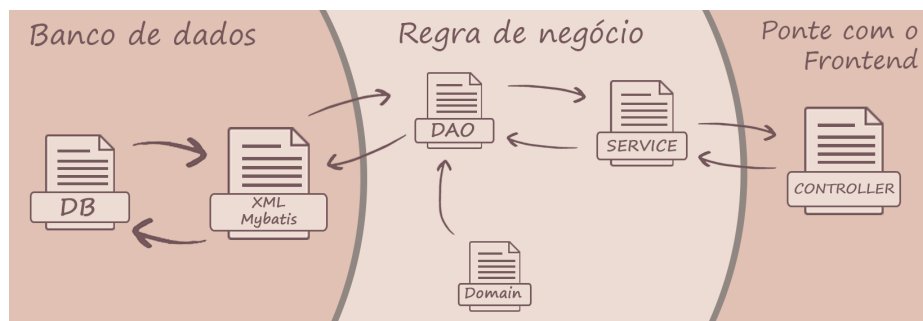 Banco de dados
Regra de negócio
Ponte com o
Frontend
DB
XML
Mybatis
DAO
SERVICE
CONTROLLER
Domain